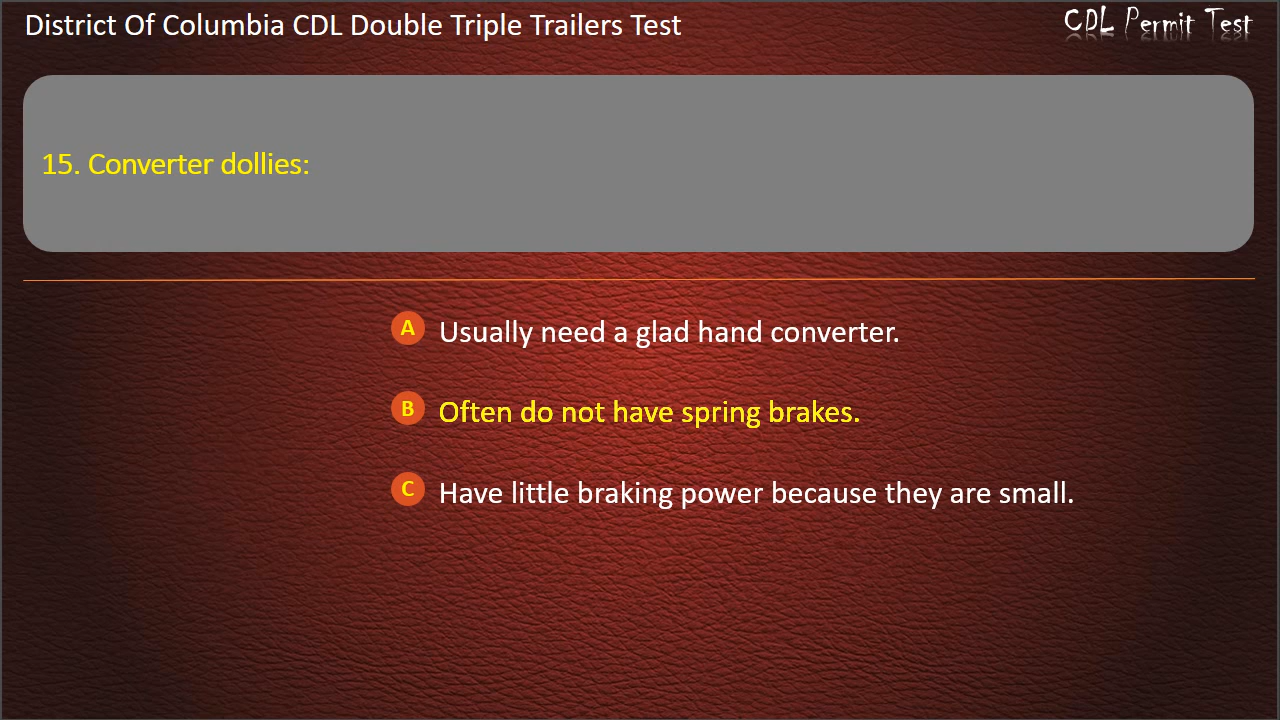 District Of Columbia CDL Double Triple Trailers Test
CDL Permit Test
15. Converter dollies:
A Usually need a glad hand converter.
B Often do not have spring brakes.
C Have little braking power because they are small.